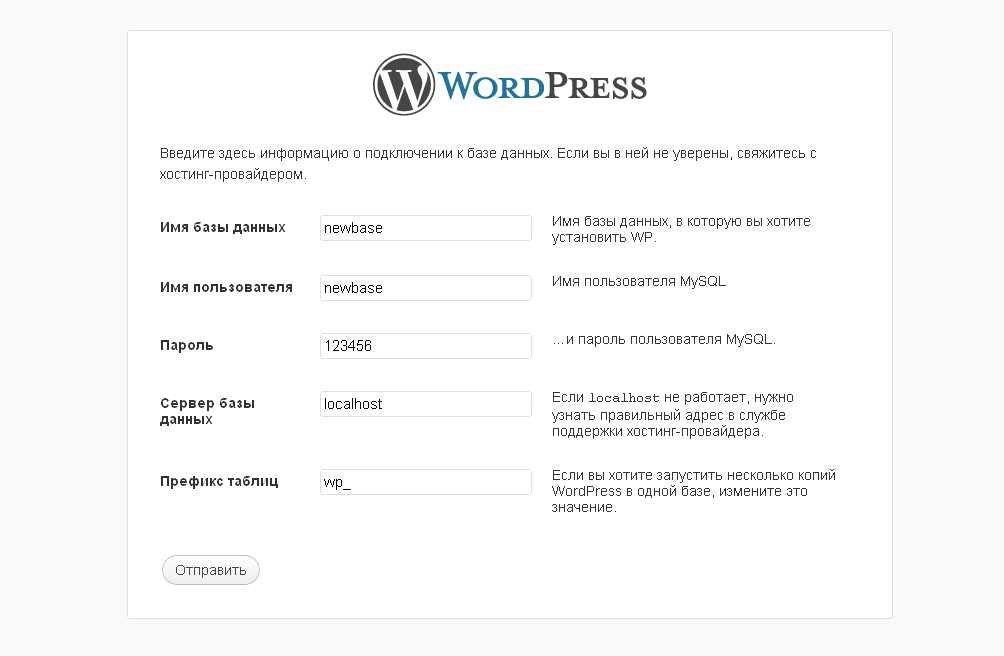 WORDPRESS
Введите здесь информацию о подключении к базе данных. Если вы в ней не уверены, свяжитесь с
хостинг-провайдером.
Имя базы данных
newbase
Имя базы данных, в которую вы хотите
установить WP.
Имя пользователя
newbase
Имя пользователя MySQL
Пароль
123456
…и пароль пользователя MySQL.
Сервер базы
данных
localhost
Если localhost не работает, нужно
узнать правильный адрес в службе
поддержки хостинг-провайдера.
Префикс таблиц
wp_
Если вы хотите запустить несколько копий
WordPress в одной базе, измените это
значение.
Отправить